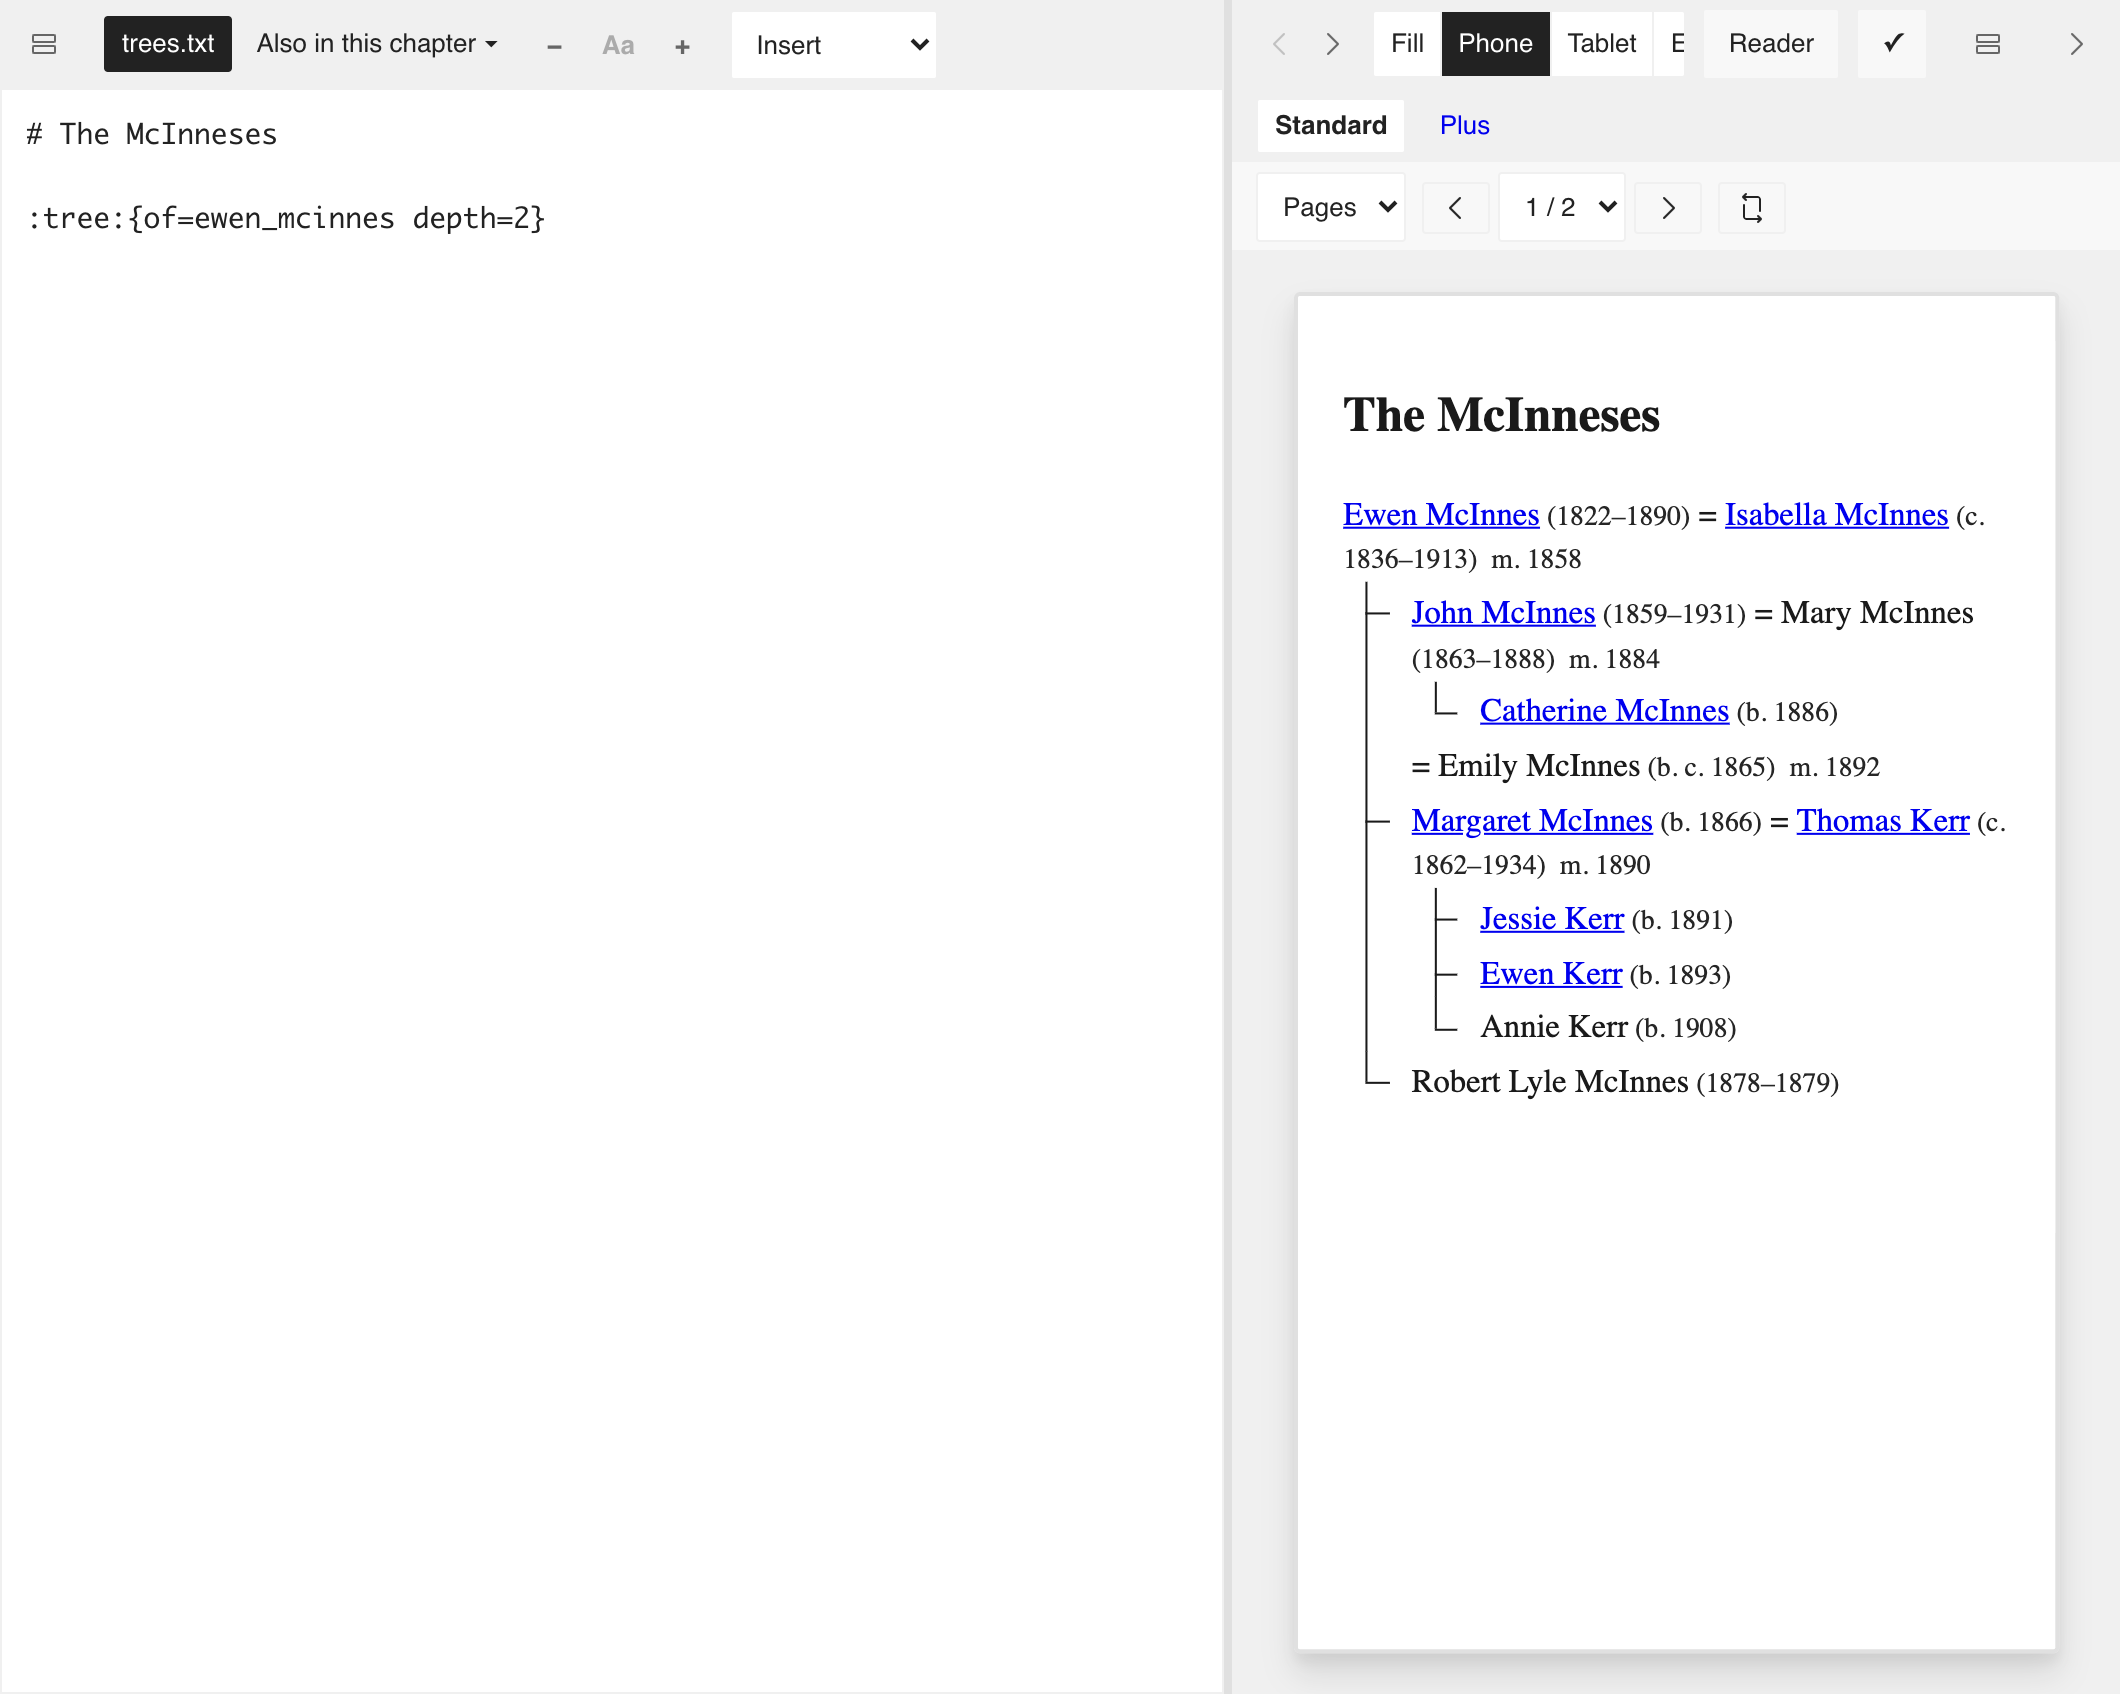 trees.txt Also in this chapter − Aa + Insert
# The McInneses
:tree:{of=ewen_mcinnes depth=2}
Fill Phone Tablet E Reader ✓
Standard Plus
Pages 1 / 2
The McInneses
Ewen McInnes (1822–1890) = Isabella McInnes (c.
1836–1913) m. 1858
John McInnes (1859–1931) = Mary McInnes
(1863–1888) m. 1884
Catherine McInnes (b. 1886)
= Emily McInnes (b. c. 1865) m. 1892
Margaret McInnes (b. 1866) = Thomas Kerr (c.
1862–1934) m. 1890
Jessie Kerr (b. 1891)
Ewen Kerr (b. 1893)
Annie Kerr (b. 1908)
Robert Lyle McInnes (1878–1879)